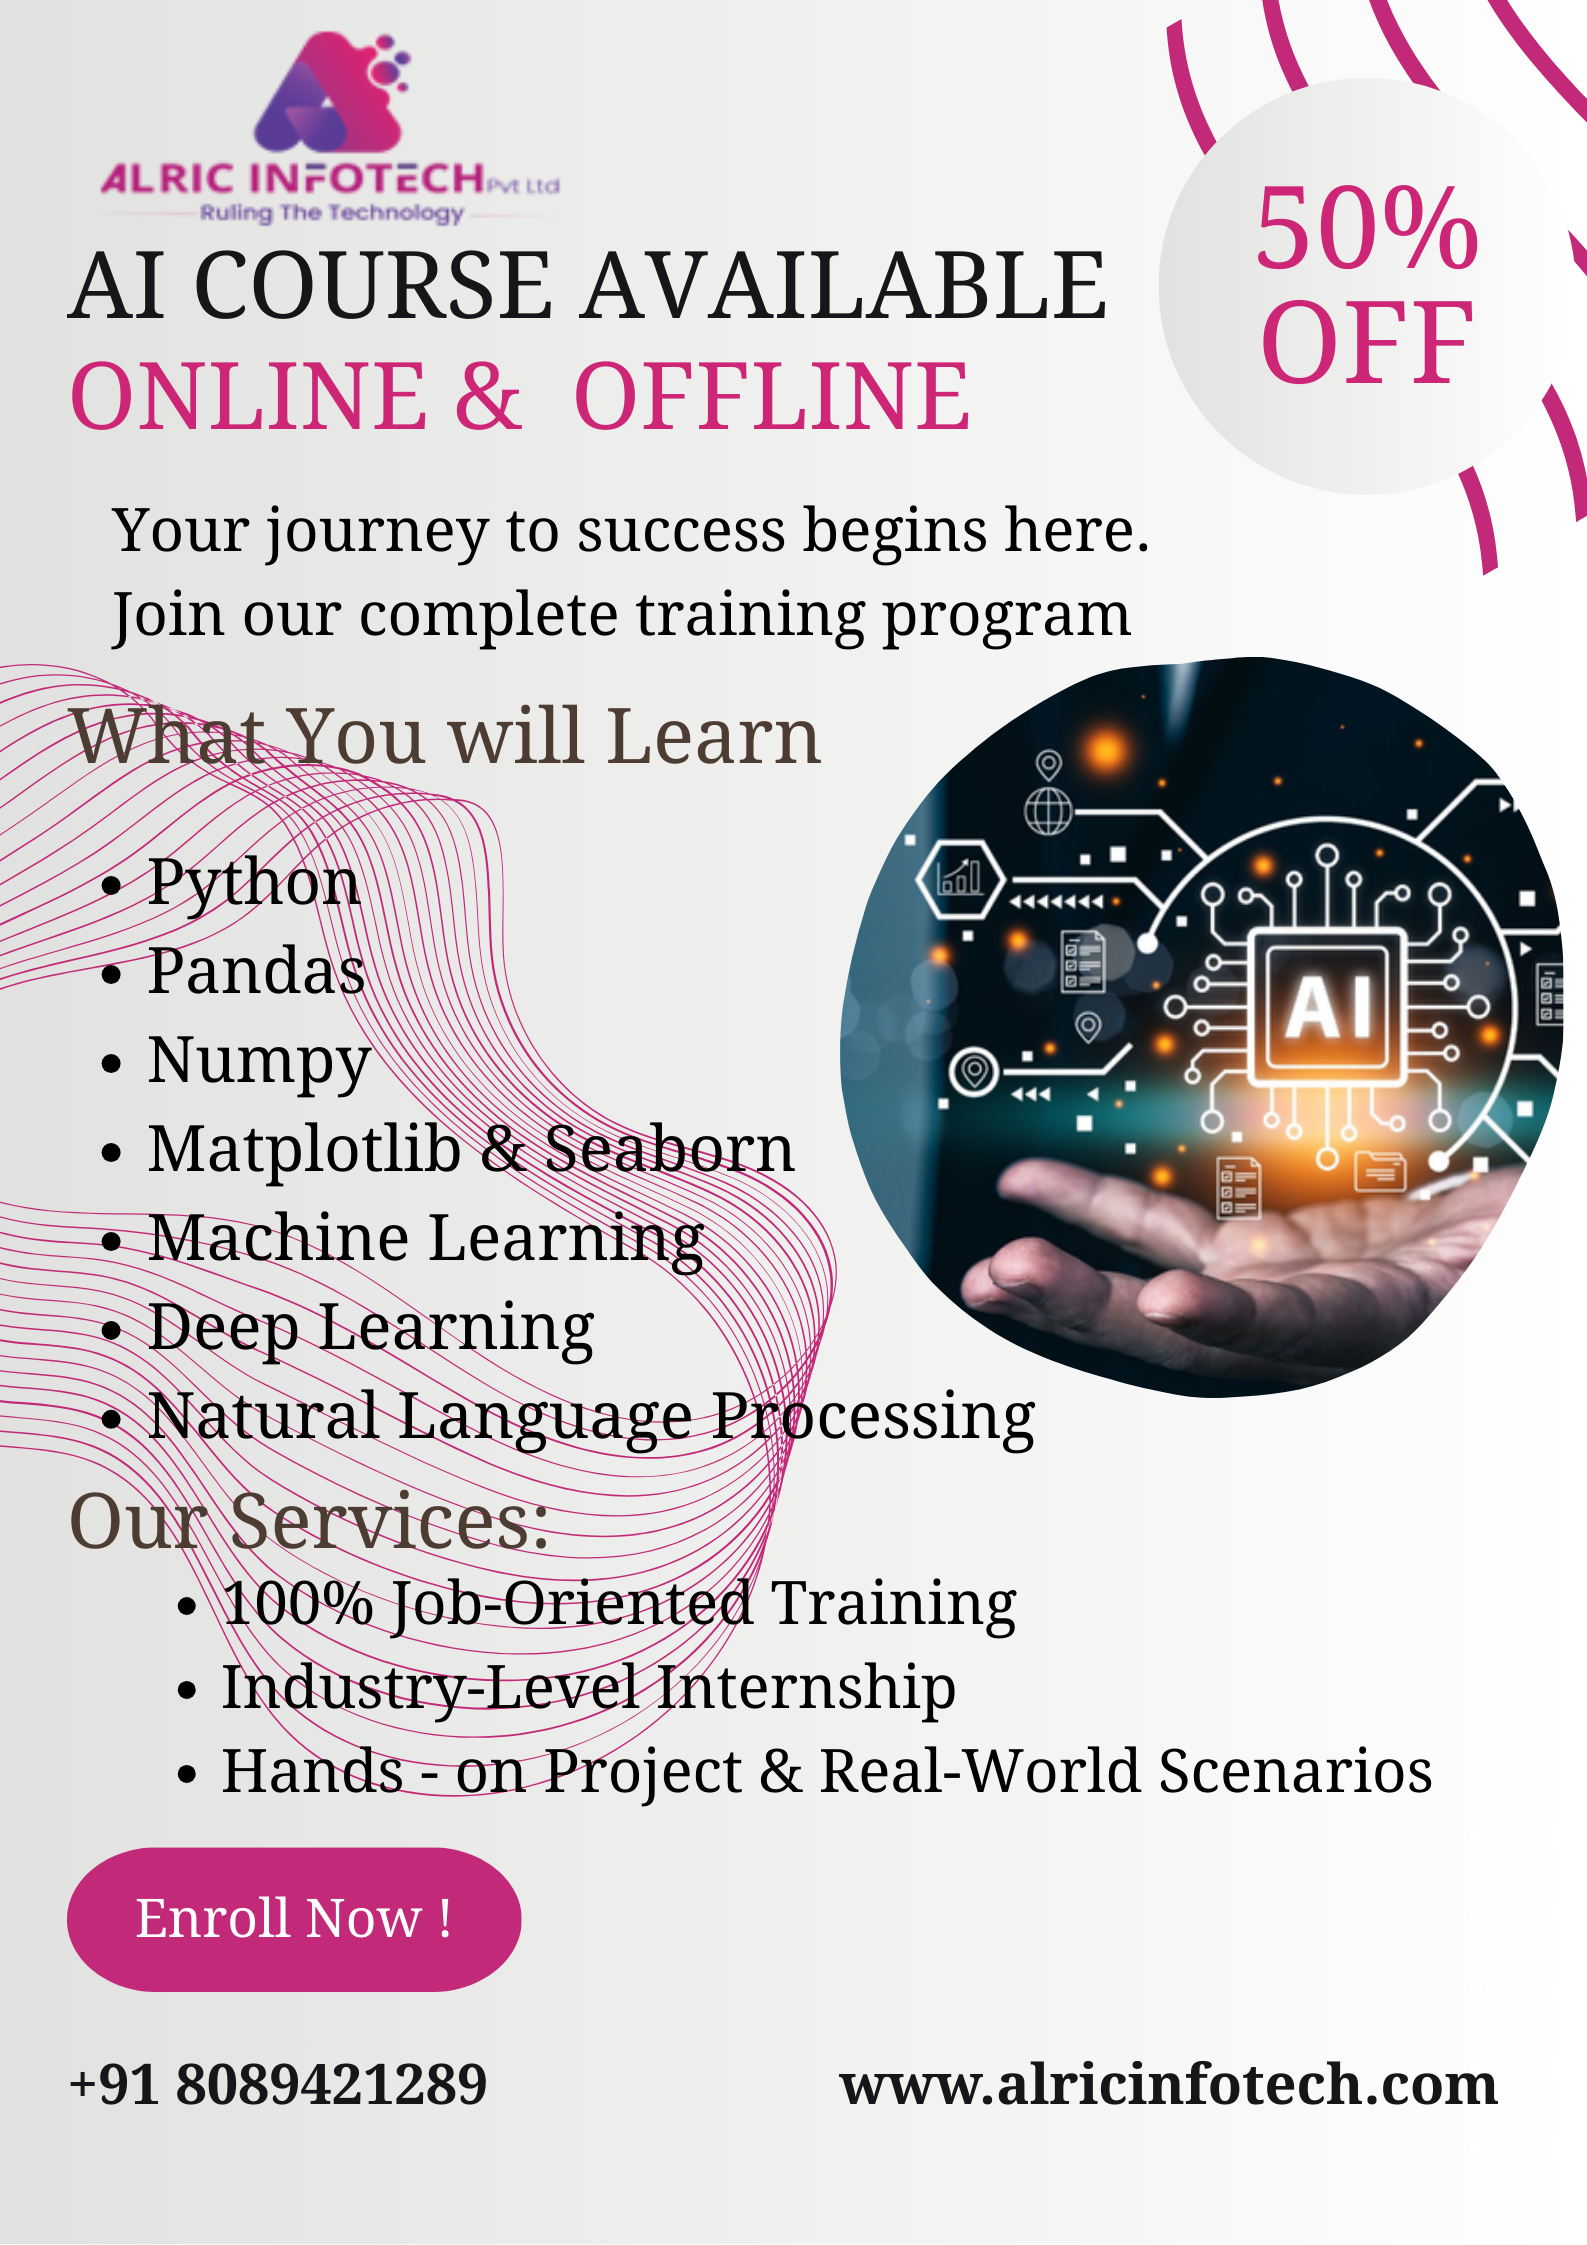 ALRIC INFOTECH Pvt Ltd
Ruling The Technology
AI COURSE AVAILABLE
ONLINE & OFFLINE
50%
OFF
Your journey to success begins here.
Join our complete training program
What You will Learn
• Python
• Pandas
• Numpy
• Matplotlib & Seaborn
• Machine Learning
• Deep Learning
• Natural Language Processing
AI
Our Services:
• 100% Job-Oriented Training
• Industry-Level Internship
• Hands - on Project & Real-World Scenarios
Enroll Now !
+91 8089421289
www.alricinfotech.com